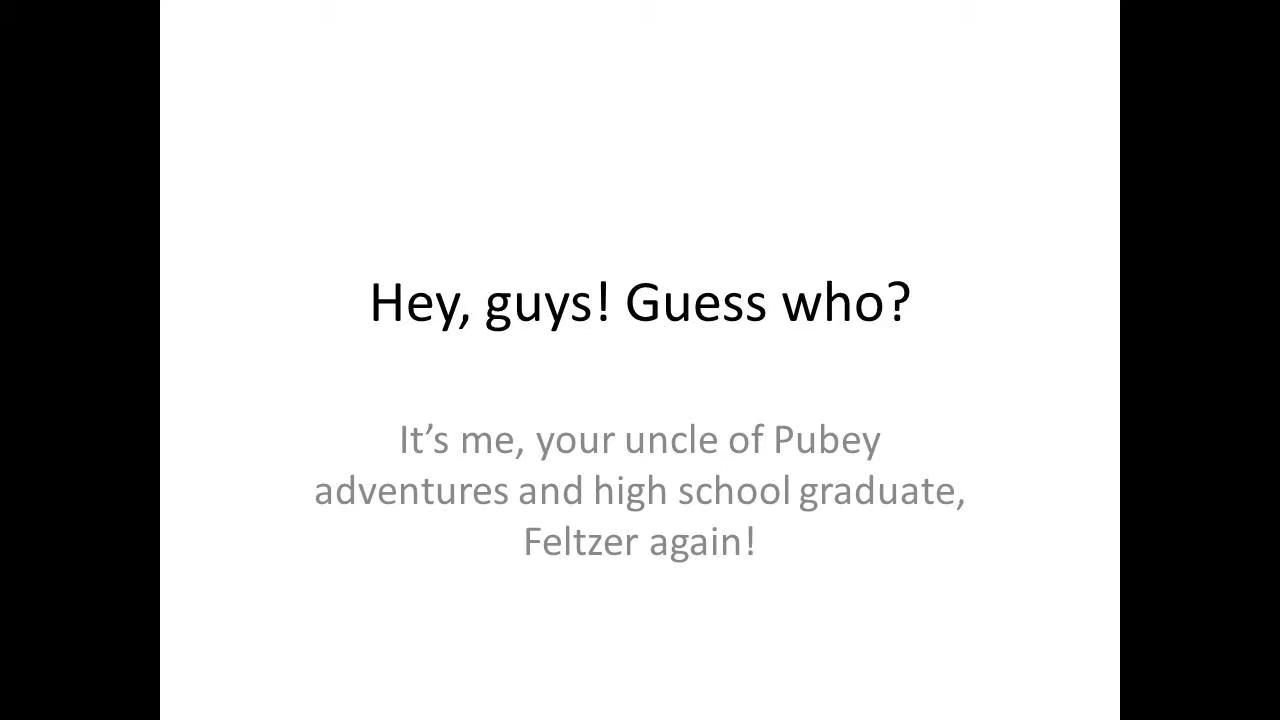 Hey, guys! Guess who?
It’s me, your uncle of Pubey
adventures and high school graduate,
Feltzer again!